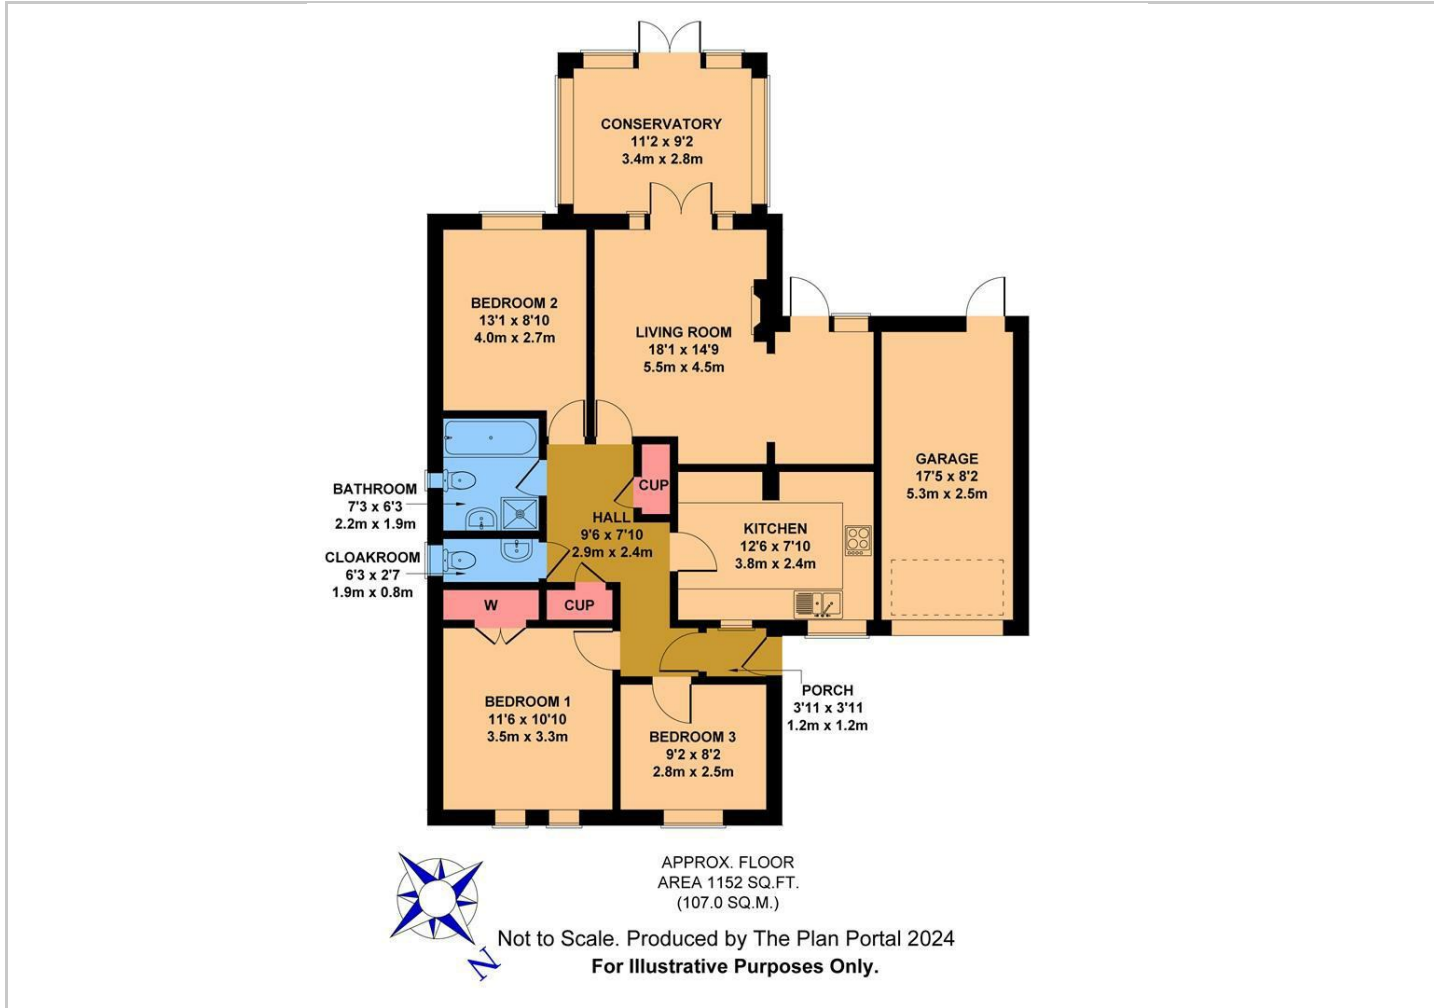 CONSERVATORY
11'2 x 9'2
3.4m x 2.8m
BEDROOM 2
13'1 x 8'10
4.0m x 2.7m
LIVING ROOM
18'1 x 14'9
5.5m x 4.5m
GARAGE
17'5 x 8'2
5.3m x 2.5m
BATHROOM
7'3 x 6'3
2.2m x 1.9m
CUP
HALL
9'6 x 7'10
2.9m x 2.4m
KITCHEN
12'6 x 7'10
3.8m x 2.4m
CLOAKROOM
6'3 x 2'7
1.9m x 0.8m
W
CUP
BEDROOM 1
11'6 x 10'10
3.5m x 3.3m
PORCH
3'11 x 3'11
1.2m x 1.2m
BEDROOM 3
9'2 x 8'2
2.8m x 2.5m
APPROX. FLOOR
AREA 1152 SQ.FT.
(107.0 SQ.M.)
N
Not to Scale. Produced by The Plan Portal 2024
For Illustrative Purposes Only.